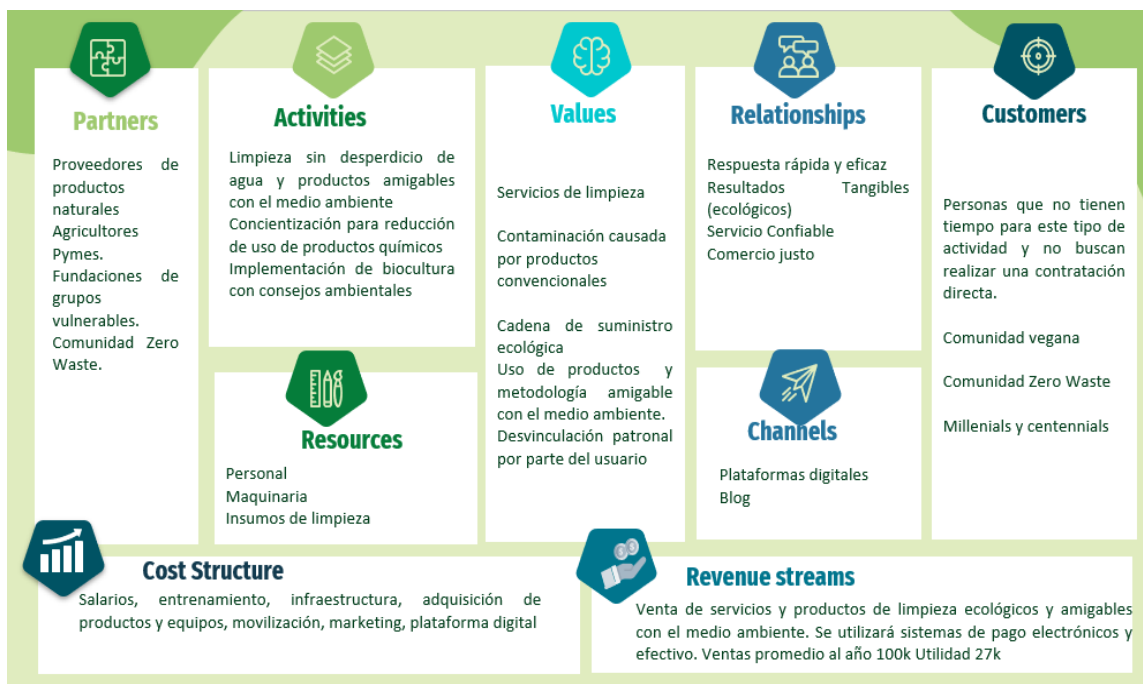 Partners
Proveedores de
productos
naturales
Agricultores
Pymes.
Fundaciones de
grupos
vulnerables.
Comunidad Zero
Waste.
Activities
Limpieza sin desperdicio de
agua y productos amigables
con el medio ambiente
Concientización para reducción
de uso de productos químicos
Implementación de biocultura
con consejos ambientales
Resources
Personal
Maquinaria
Insumos de limpieza
Values
Servicios de limpieza
Contaminación causada
por productos
convencionales
Cadena de suministro
ecológica
Uso de productos y
metodología amigable
con el medio ambiente.
Desvinculación patronal
por parte del usuario
Relationships
Respuesta rápida y eficaz
Resultados Tangibles
(ecológicos)
Servicio Confiable
Comercio justo
Channels
Plataformas digitales
Blog
Customers
Personas que no tienen
tiempo para este tipo de
actividad y no buscan
realizar una contratación
directa.
Comunidad vegana
Comunidad Zero Waste
Millenials y centennials
Cost Structure
Salarios, entrenamiento, infraestructura, adquisición de
productos y equipos, movilización, marketing, plataforma digital
Revenue streams
Venta de servicios y productos de limpieza ecológicos y amigables
con el medio ambiente. Se utilizará sistemas de pago electrónicos y
efectivo. Ventas promedio al año 100k Utilidad 27k